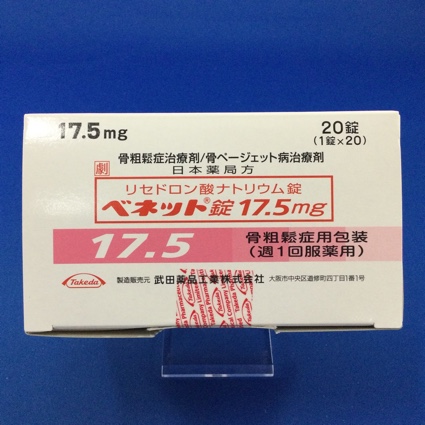 17.5mg
20錠
(1錠×20)
骨粗鬆症治療剤/骨ページェット病治療剤
劇
日本薬局方
リセドロン酸ナトリウム錠
ベネット®錠17.5mg
17.5
骨粗鬆症用包装
(週1回服薬用)
Takeda
製造販売元 武田薬品工業株式会社 大阪市中央区道修町四丁目1番1号